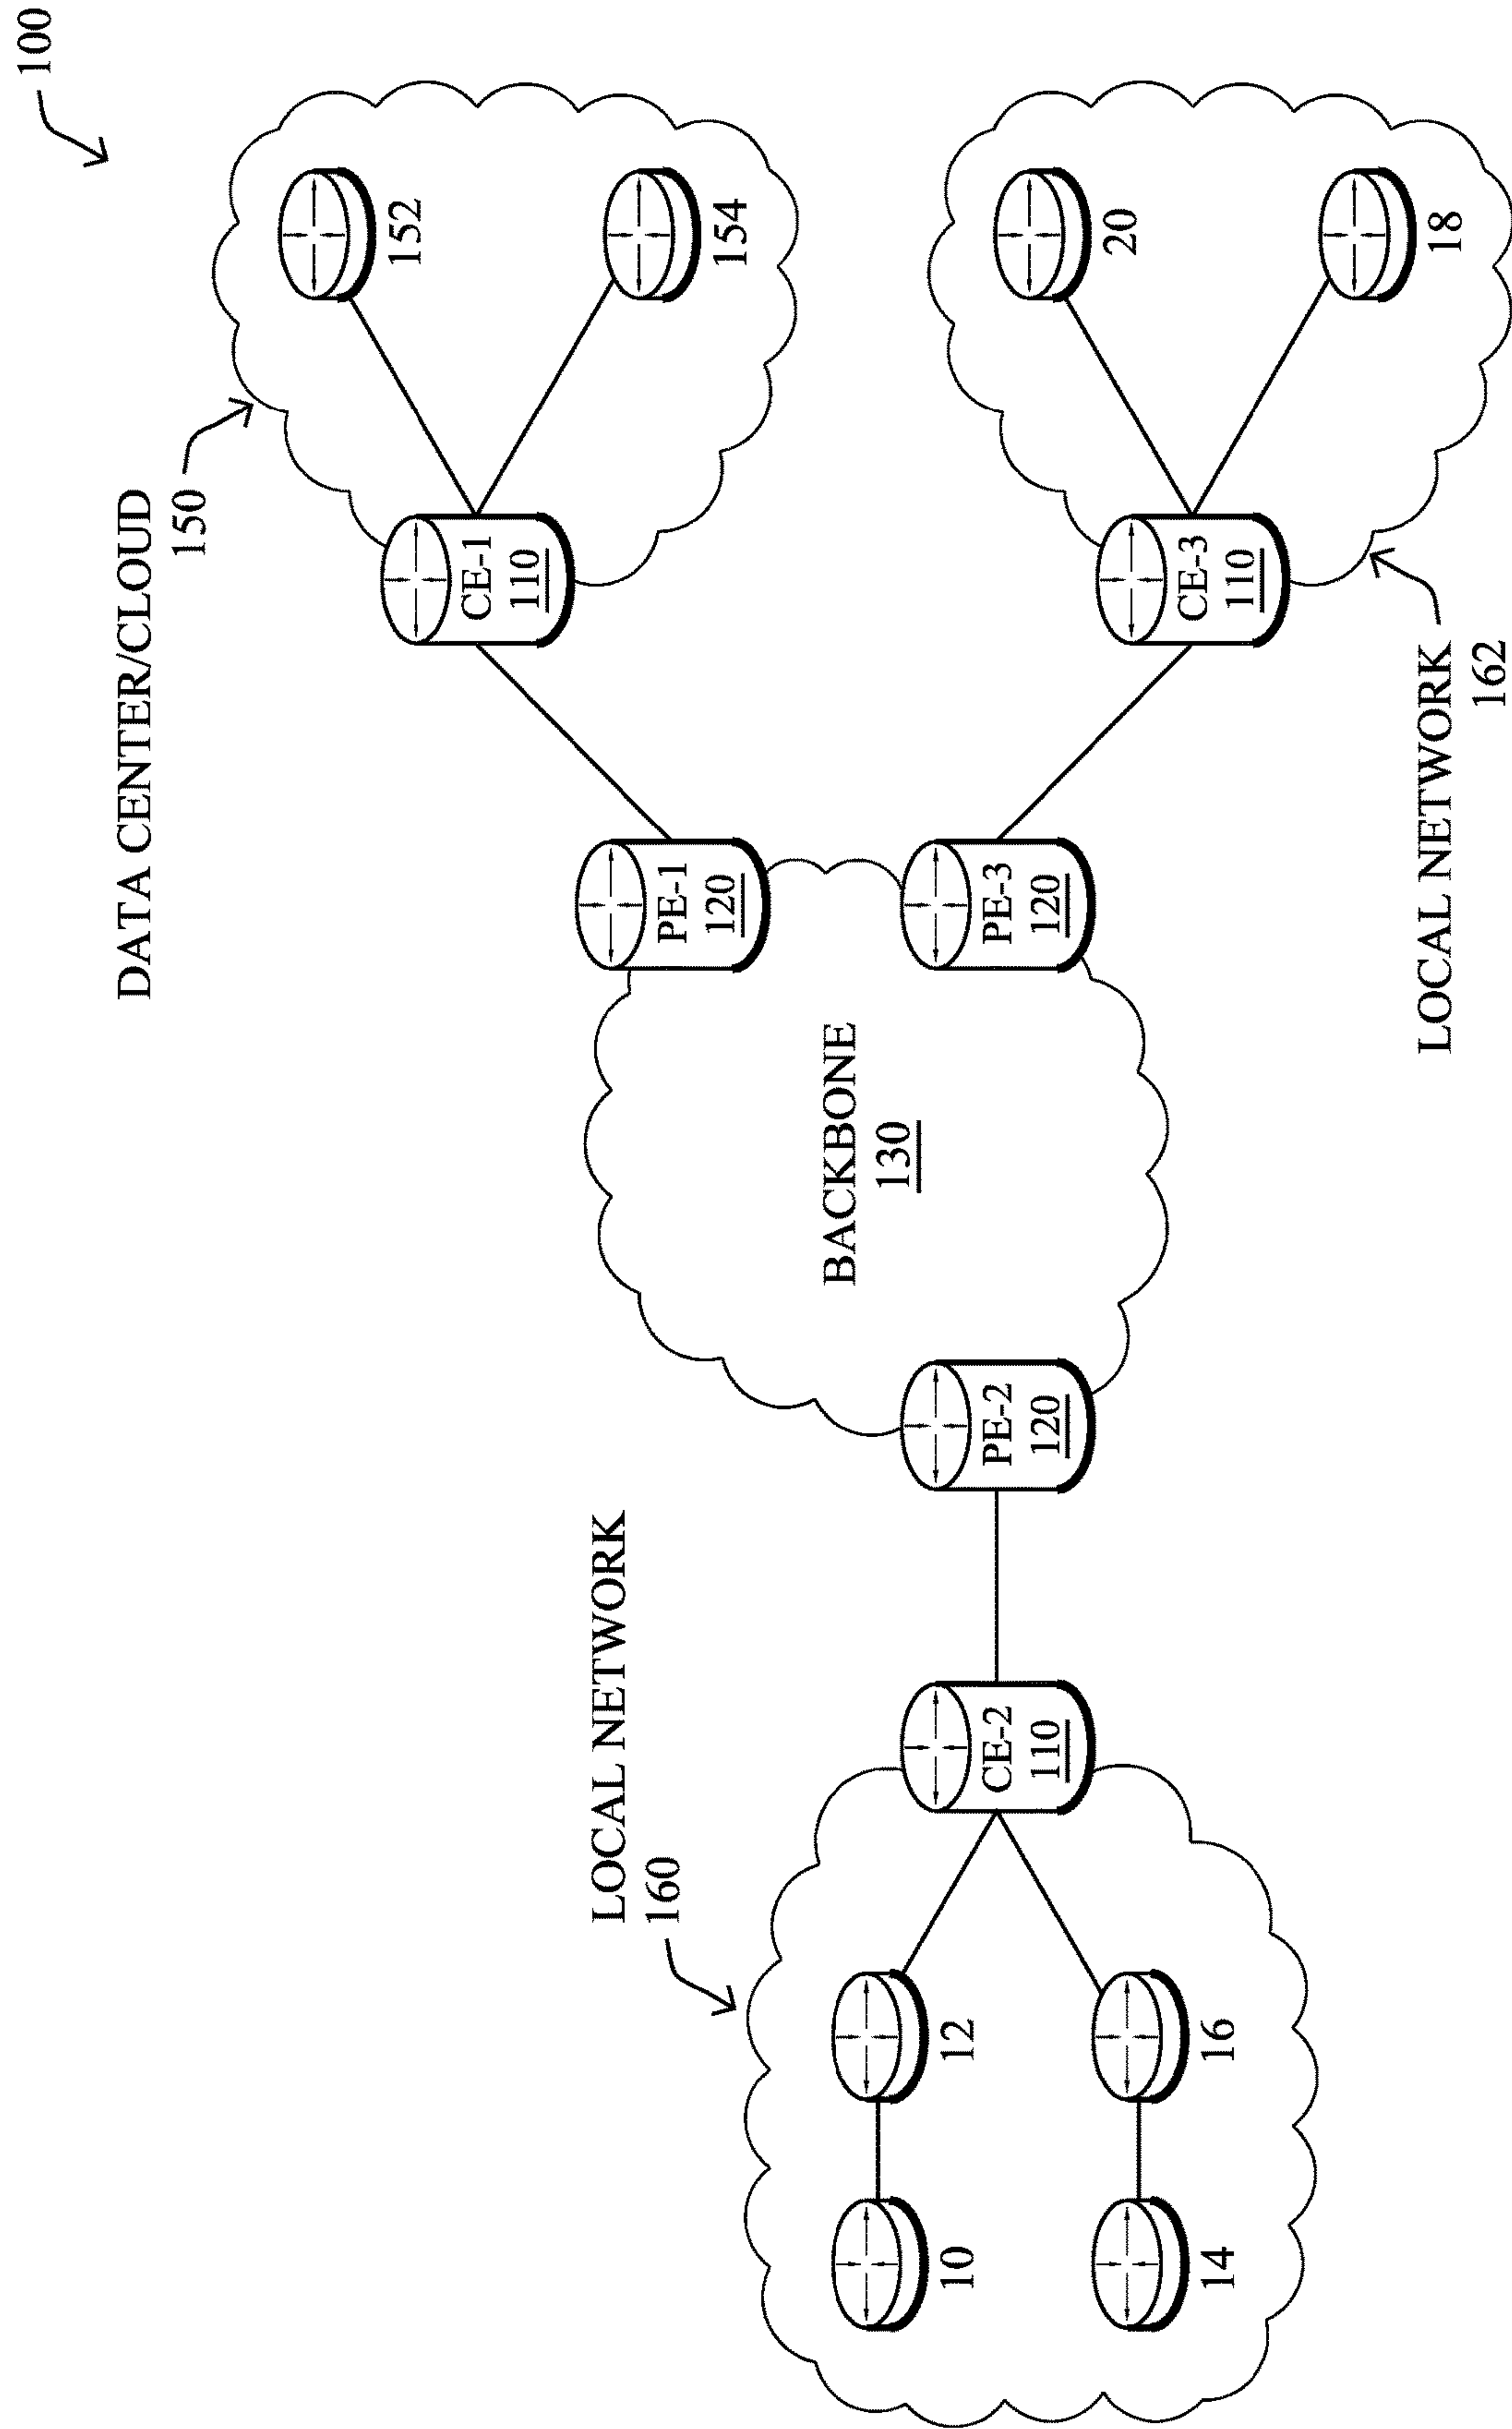 100
DATA CENTER/CLOUD
150
152
154
CE-1
110
PE-1
120
LOCAL NETWORK
160
BACKBONE
130
10
12
CE-2
110
PE-2
120
PE-3
120
CE-3
110
20
14
16
18
LOCAL NETWORK
162